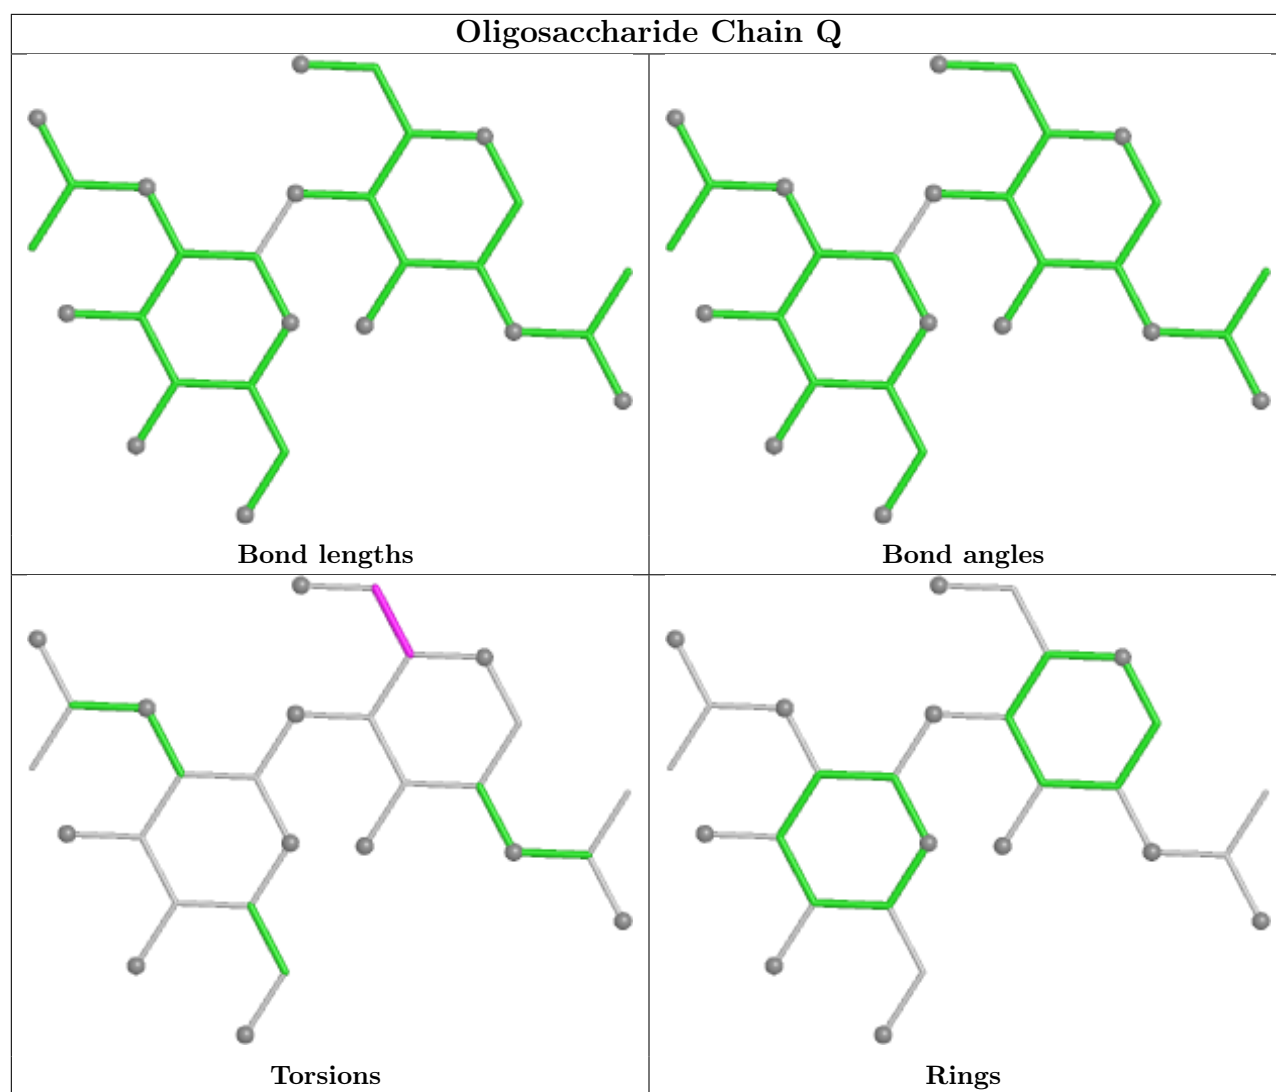 Oligosaccharide Chain Q
Bond lengths
Bond angles
Torsions
Rings